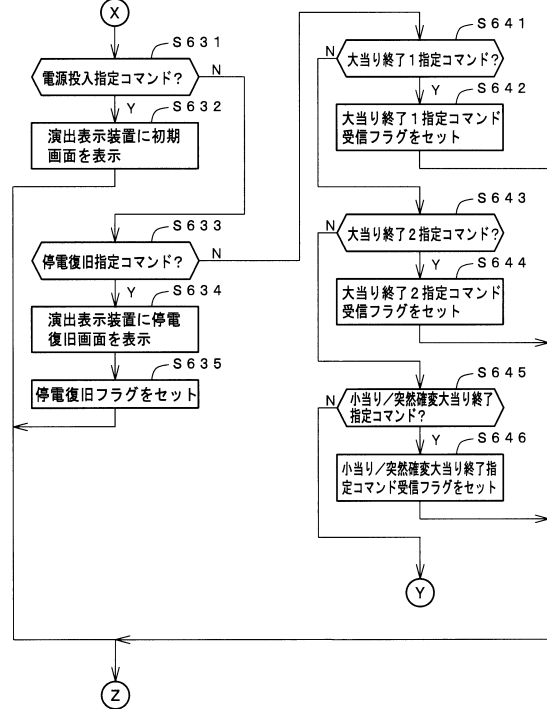 X
S631
電源投入指定コマンド?
N
Y
S632
演出表示装置に初期
画面を表示
S633
停電復旧指定コマンド?
N
Y
S634
演出表示装置に停電
復旧画面を表示
S635
停電復旧フラグをセット
S641
N
大当り終了1指定コマンド?
Y
S642
大当り終了1指定コマンド
受信フラグをセット
S643
N
大当り終了2指定コマンド?
Y
S644
大当り終了2指定コマンド
受信フラグをセット
S645
N
小当り/突然確変大当り終了
指定コマンド?
Y
S646
小当り/突然確変大当り終了指
定コマンド受信フラグをセット
Y
Z